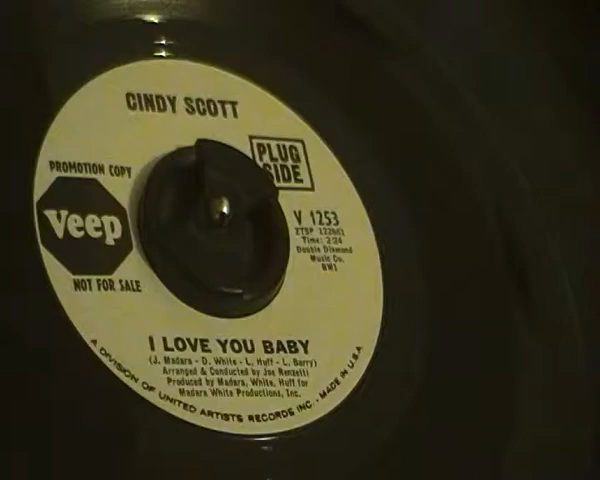 CINDY SCOTT
PLUG
SIDE
PROMOTION COPY
Veep
NOT FOR SALE
V 1253
ZTSP 122861
Time: 2:24
Double Diamond
Music Co.
BMI
I LOVE YOU BABY
(J. Madara - D. White - L. Huff - L. Barry)
Arranged & Conducted by Joe Renzetti
Produced by Madara, White, Huff for
Madara White Productions, Inc.
A DIVISION OF UNITED ARTISTS RECORDS INC. - MADE IN U.S.A